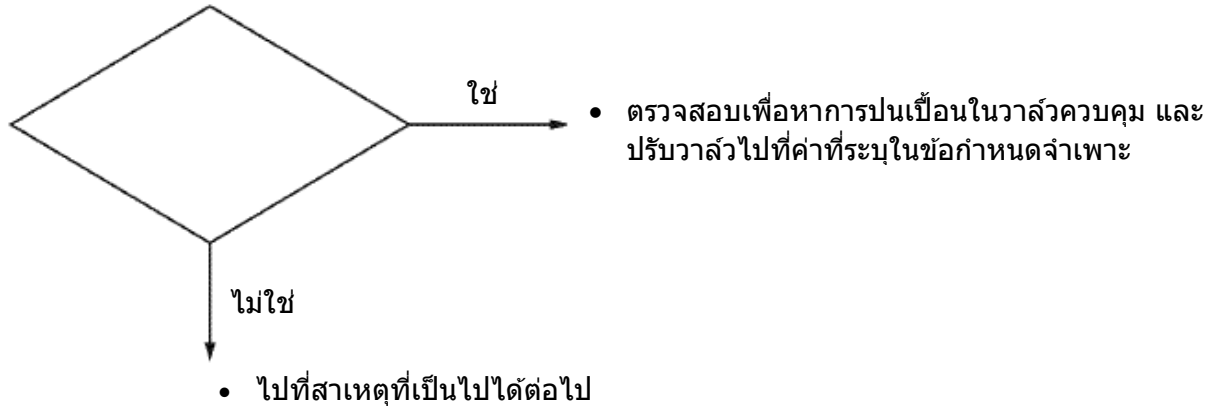 ใช่
• ตรวจสอบเพื่อหาการปนเปื้อนในวาล์วควบคุม และ
ปรับวาล์วไปที่ค่าที่ระบุในข้อกำหนดจำเพาะ
ไม่ใช่
• ไปที่สาเหตุที่เป็นไปได้ต่อไป